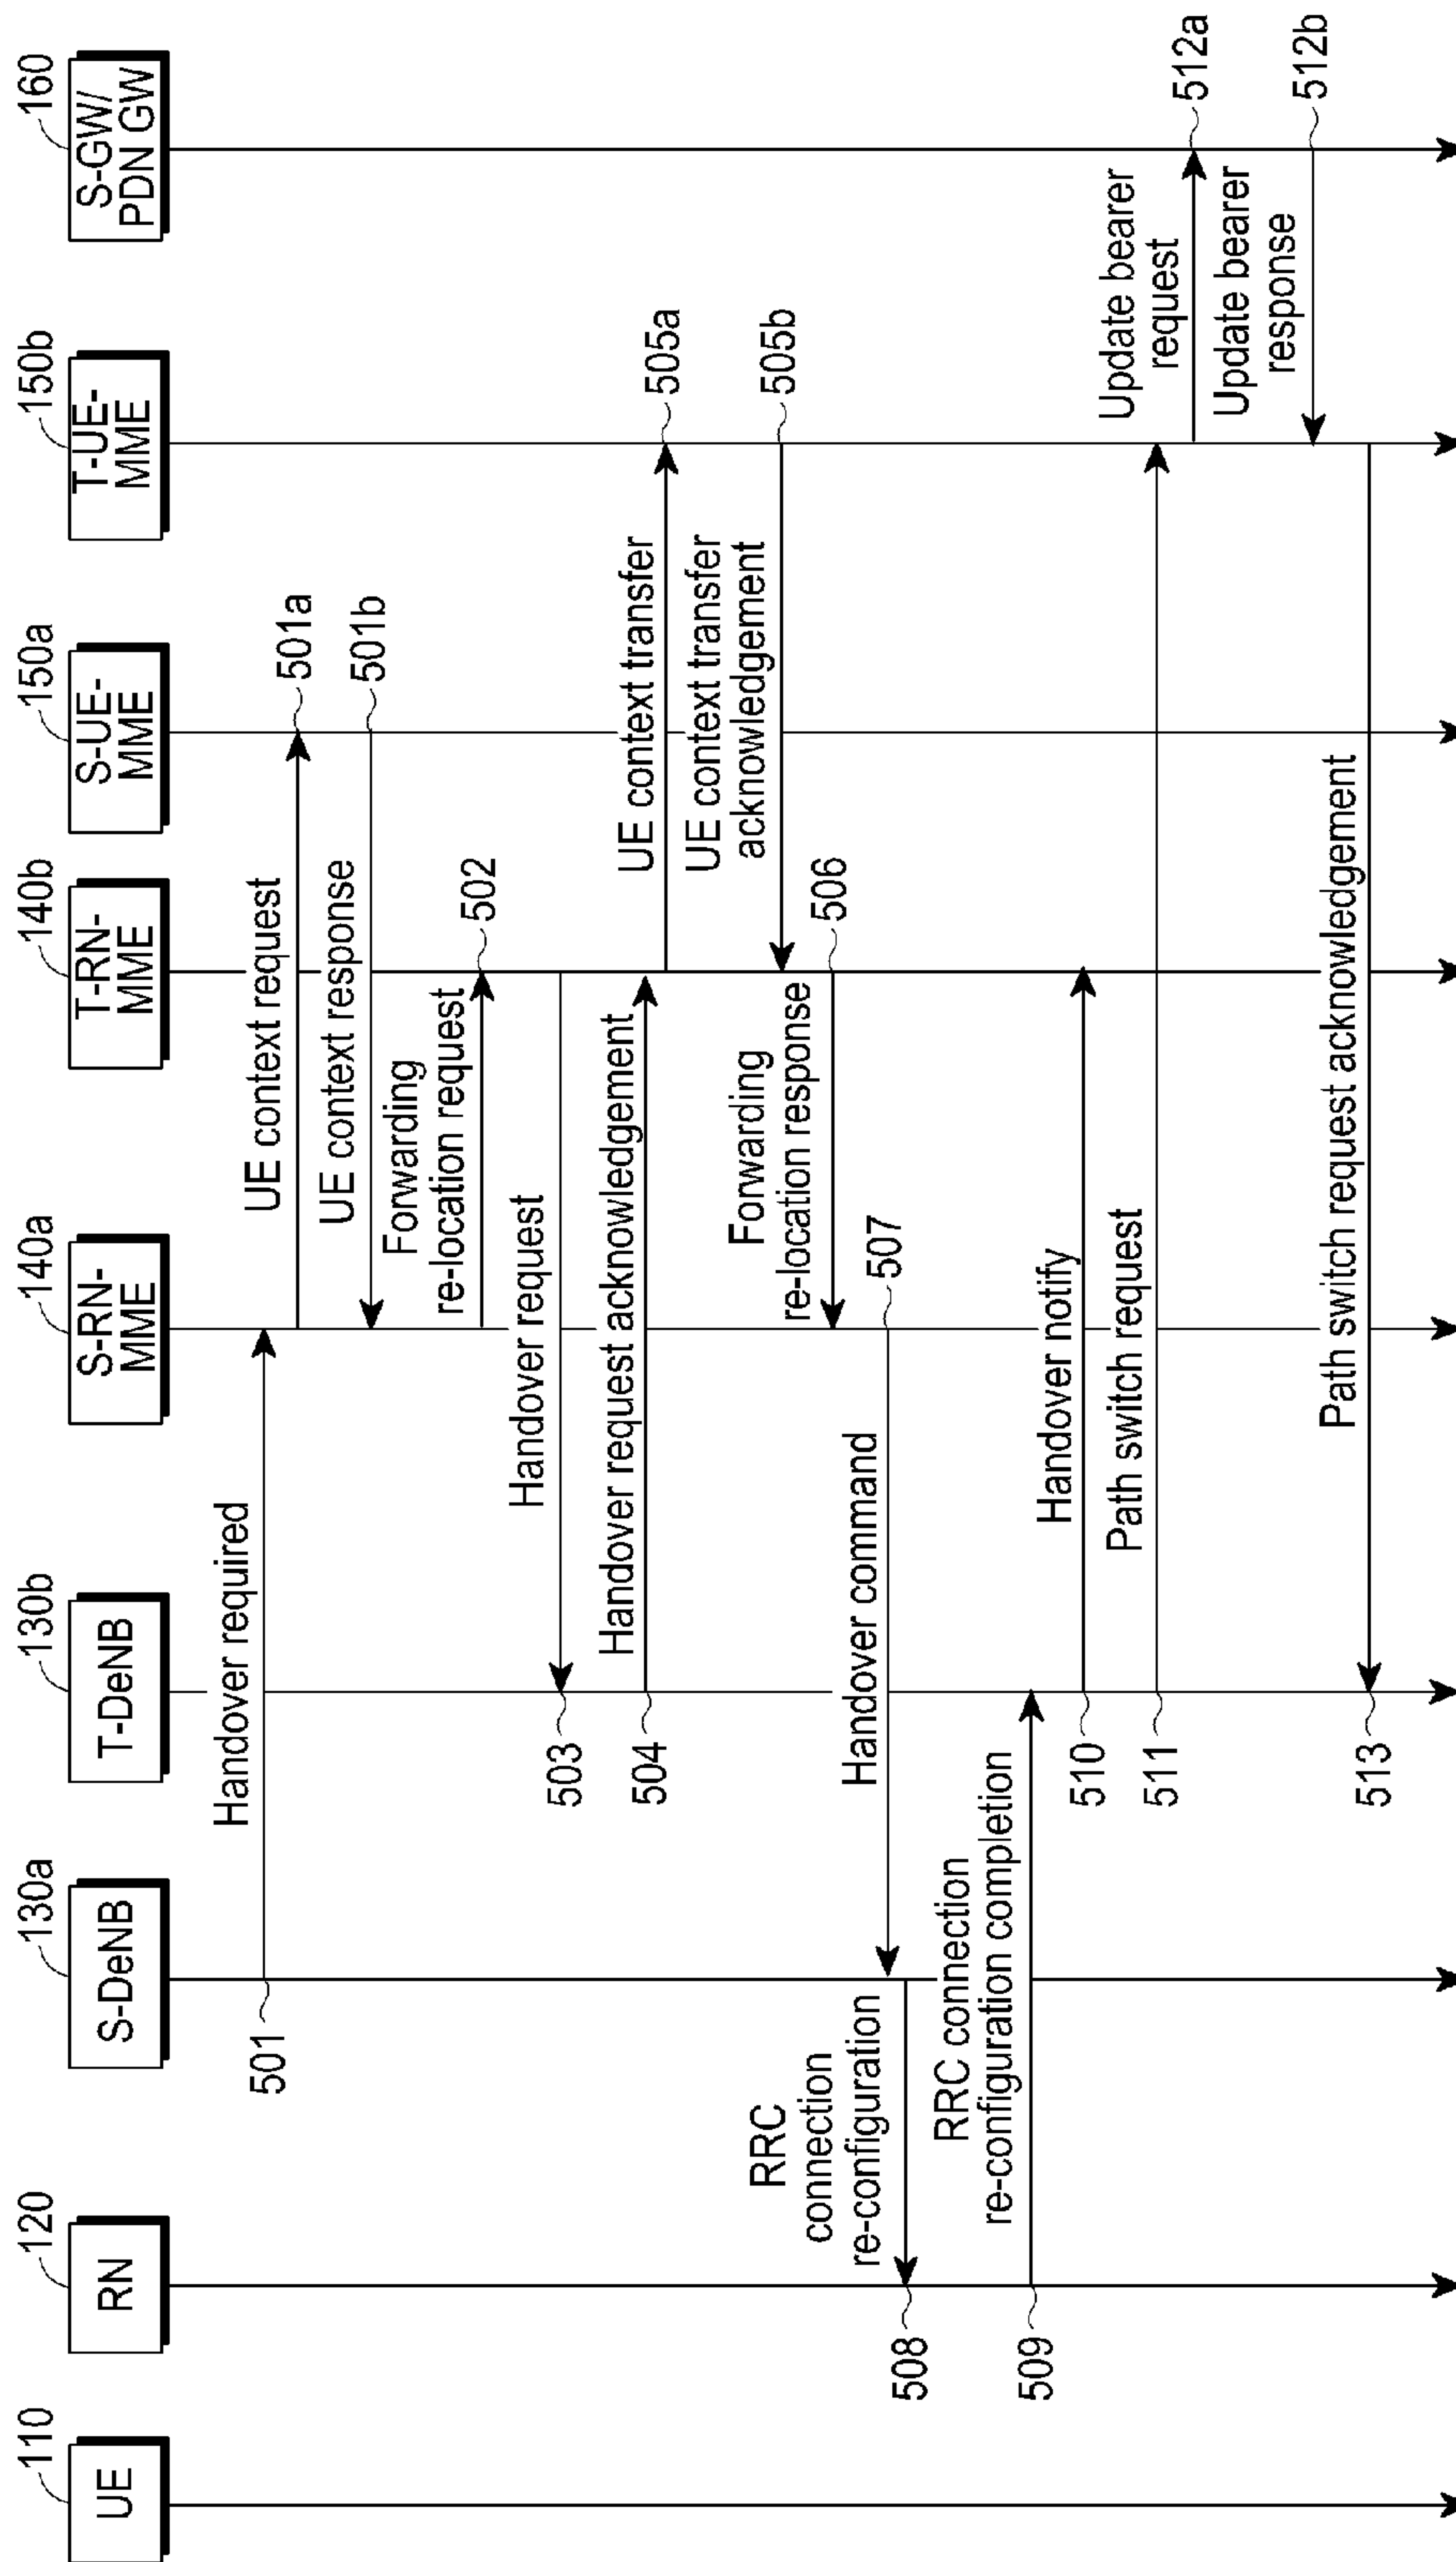 110
UE
120
RN
130a
S-DeNB
130b
T-DeNB
140a
S-RN-
MME
140b
T-RN-
MME
150a
S-UE-
MME
150b
T-UE-
MME
160
S-GW/
PDN GW
501
Handover required
UE context request
501a
UE context response
501b
Forwarding
re-location request
502
Handover request
503
Handover request acknowledgement
504
UE context transfer
505a
UE context transfer
acknowledgement
505b
Forwarding
re-location response
506
Handover command
507
RRC
connection
re-configuration
508
RRC connection
re-configuration completion
509
Handover notify
510
Path switch request
511
Update bearer
request
512a
Update bearer
response
512b
Path switch request acknowledgement
513